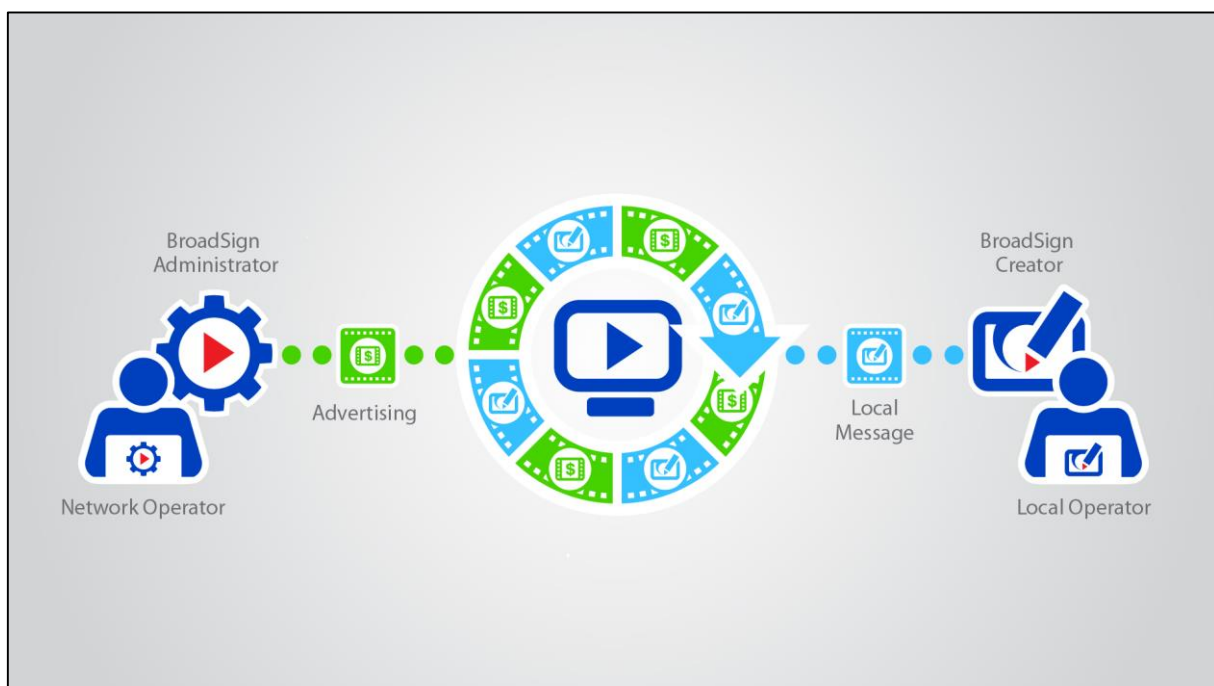 BroadSign
Administrator
Network Operator
Advertising
$
$
$
$
$
Local
Message
BroadSign
Creator
Local Operator